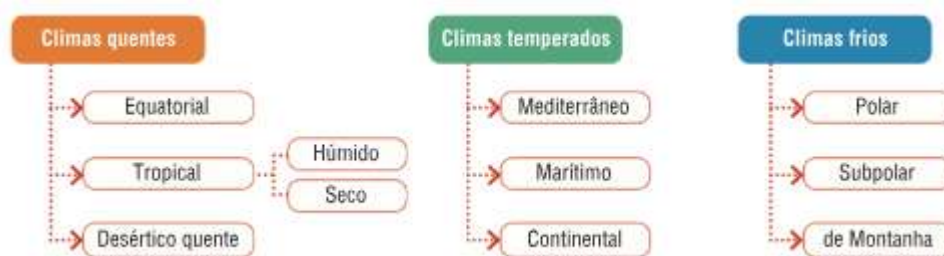 Climas quentes
Equatorial
Tropical
Húmido
Seco
Desértico quente
Climas temperados
Mediterrâneo
Marítimo
Continental
Climas frios
Polar
Subpolar
de Montanha